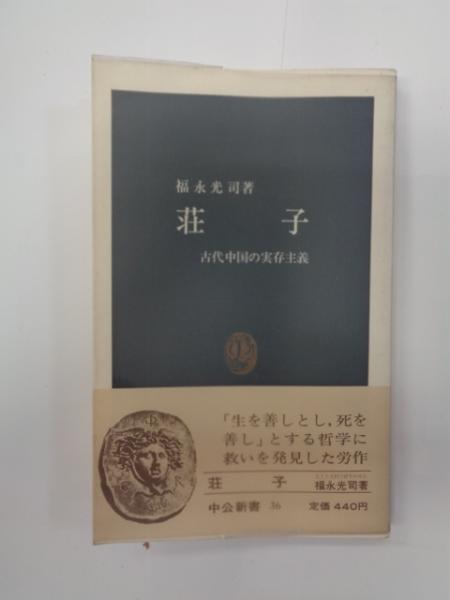 福永光司著
荘 子
古代中国の実存主義
「生を善しとし,死を
善し」とする哲学に
救いを発見した労作
荘 子 福永光司著
中公新書 36 定価 440円